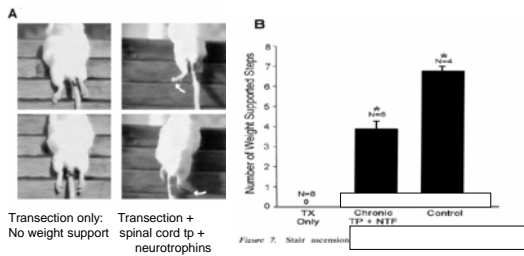 A
Transection only:
No weight support
Transection +
spinal cord tp +
neurotrophins
B
Number of Weight Supported Steps
8
7
6
5
4
3
2
1
0
N=6
0
*
*
N=4
TX
Only
Chronic
TP + NTF
Control
Figure 7. Stair ascension